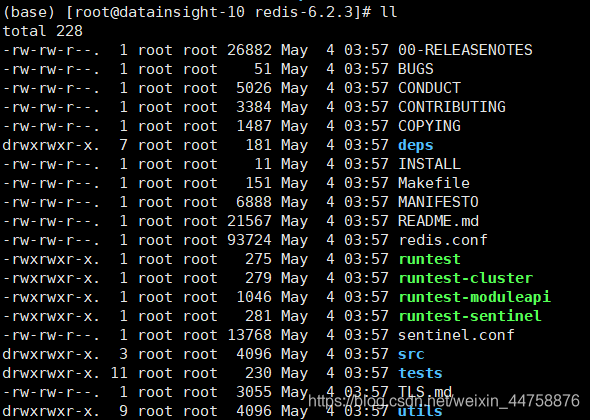 (base) [root@datainsight-10 redis-6.2.3]# ll
total 228
-rw-rw-r--.  1 root root 26882 May  4 03:57 00-RELEASENOTES
-rw-rw-r--.  1 root root    51 May  4 03:57 BUGS
-rw-rw-r--.  1 root root  5026 May  4 03:57 CONDUCT
-rw-rw-r--.  1 root root  3384 May  4 03:57 CONTRIBUTING
-rw-rw-r--.  1 root root  1487 May  4 03:57 COPYING
drwxrwxr-x.  7 root root   181 May  4 03:57 deps
-rw-rw-r--.  1 root root    11 May  4 03:57 INSTALL
-rw-rw-r--.  1 root root   151 May  4 03:57 Makefile
-rw-rw-r--.  1 root root  6888 May  4 03:57 MANIFESTO
-rw-rw-r--.  1 root root 21567 May  4 03:57 README.md
-rw-rw-r--.  1 root root 93724 May  4 03:57 redis.conf
-rwxrwxr-x.  1 root root   275 May  4 03:57 runtest
-rwxrwxr-x.  1 root root   279 May  4 03:57 runtest-cluster
-rwxrwxr-x.  1 root root  1046 May  4 03:57 runtest-moduleapi
-rwxrwxr-x.  1 root root   281 May  4 03:57 runtest-sentinel
-rw-rw-r--.  1 root root 13768 May  4 03:57 sentinel.conf
drwxrwxr-x.  3 root root  4096 May  4 03:57 src
drwxrwxr-x. 11 root root   230 May  4 03:57 tests
-rw-rw-r--.  1 root root  3055 May  4 03:57 TLS.md
drwxrwxr-x.  9 root root  4096 May  4 03:57 utils
https://blog.csdn.net/weixin_44758876